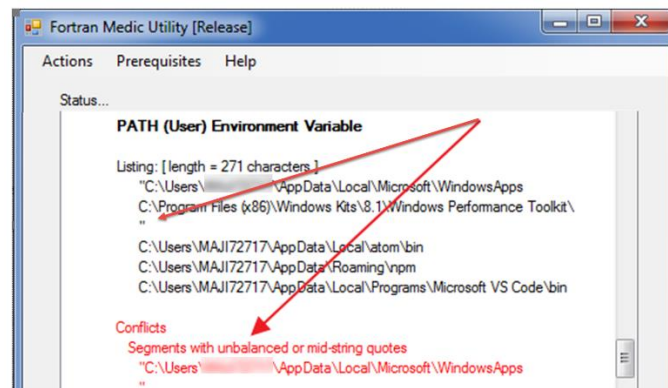 Fortran Medic Utility [Release]
Actions Prerequisites Help
Status...
PATH (User) Environment Variable
Listing: [ length = 271 characters ]
"C:\Users\ \AppData\Local\Microsoft\WindowsApps
C:\Program Files (x86)\Windows Kits\8.1\Windows Performance Toolkit\
"
C:\Users\MAJI72717\AppData\Local\atom\bin
C:\Users\MAJI72717\AppData\Roaming\npm
C:\Users\MAJI72717\AppData\Local\Programs\Microsoft VS Code\bin
Conflicts
Segments with unbalanced or mid-string quotes
"C:\Users\ \AppData\Local\Microsoft\WindowsApps
"